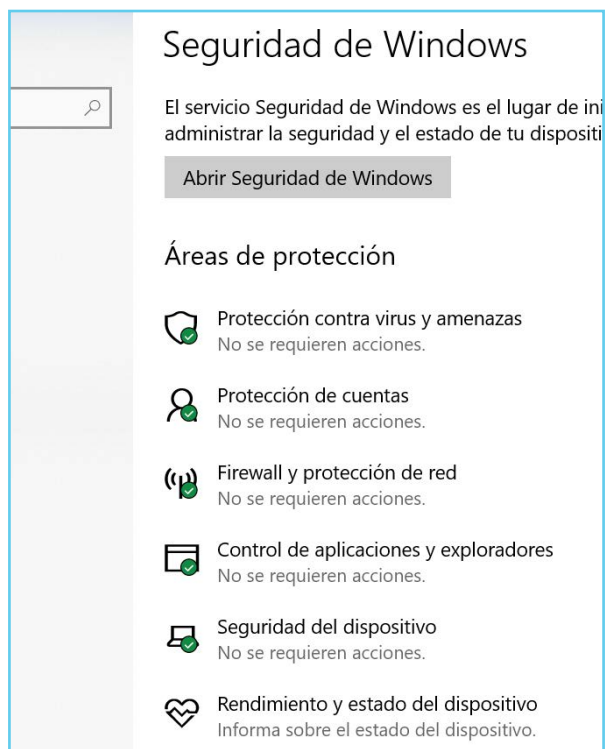 Seguridad de Windows
El servicio Seguridad de Windows es el lugar de ini
administrar la seguridad y el estado de tu dispositi
Abrir Seguridad de Windows
Áreas de protección
Protección contra virus y amenazas
No se requieren acciones.
Protección de cuentas
No se requieren acciones.
Firewall y protección de red
No se requieren acciones.
Control de aplicaciones y exploradores
No se requieren acciones.
Seguridad del dispositivo
No se requieren acciones.
Rendimiento y estado del dispositivo
Informa sobre el estado del dispositivo.